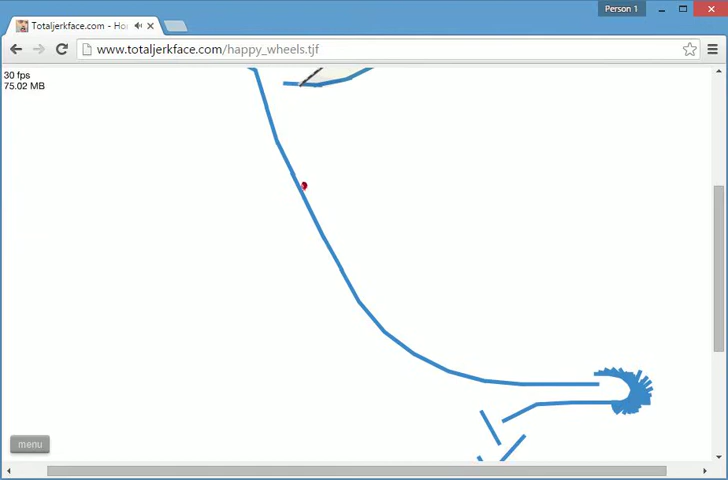 Person 1
Totaljerkface.com - Ho
www.totaljerkface.com/happy_wheels.tjf
30 fps
75.02 MB
menu